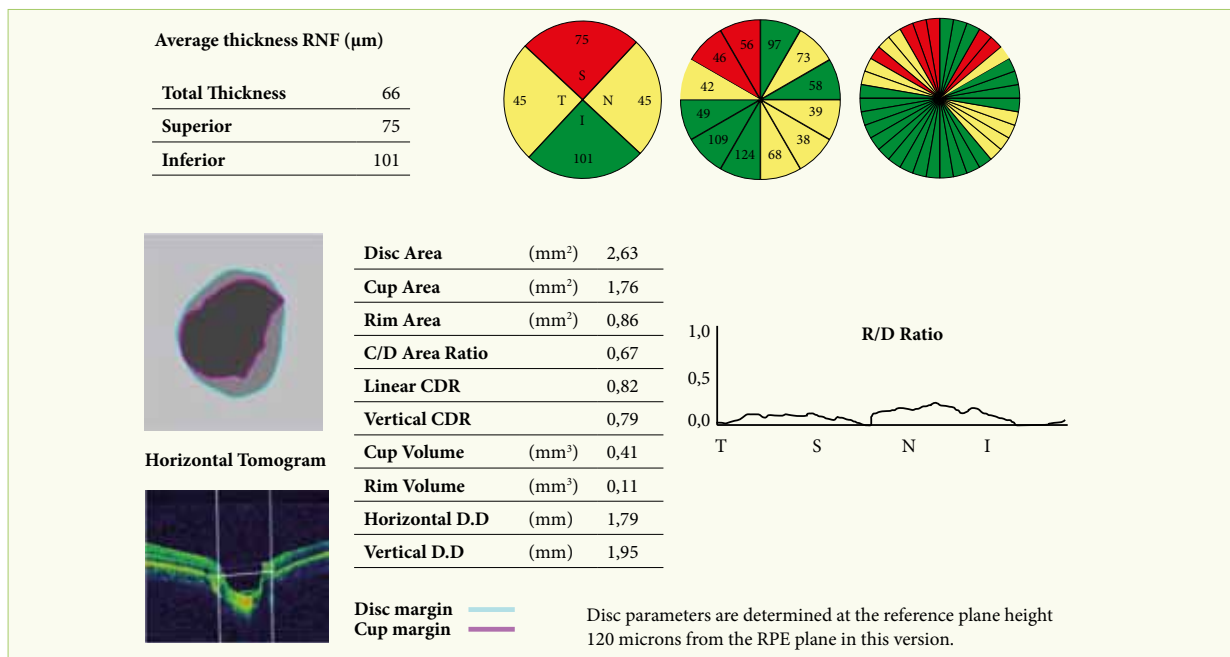 Average thickness RNF (µm)
Total Thickness 66
Superior 75
Inferior 101
75
S
45 T N 45
I
101
56 97
46 73
42 58
49 39
109 38
124 68
Disc Area (mm²) 2,63
Cup Area (mm²) 1,76
Rim Area (mm²) 0,86
C/D Area Ratio 0,67
Linear CDR 0,82
Vertical CDR 0,79
Cup Volume (mm³) 0,41
Rim Volume (mm³) 0,11
Horizontal D.D (mm) 1,79
Vertical D.D (mm) 1,95
Horizontal Tomogram
R/D Ratio
1,0
0,5
0,0
T S N I
Disc margin
Cup margin
Disc parameters are determined at the reference plane height
120 microns from the RPE plane in this version.